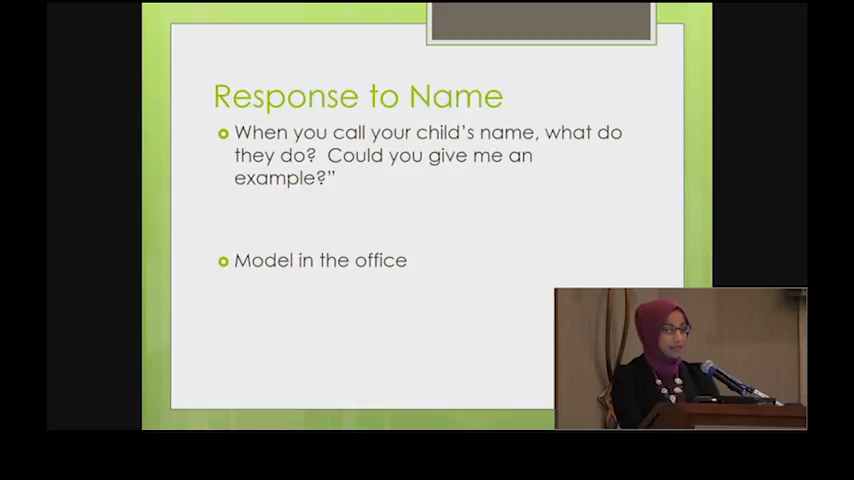 Response to Name
When you call your child's name, what do
they do?  Could you give me an
example?”
Model in the office